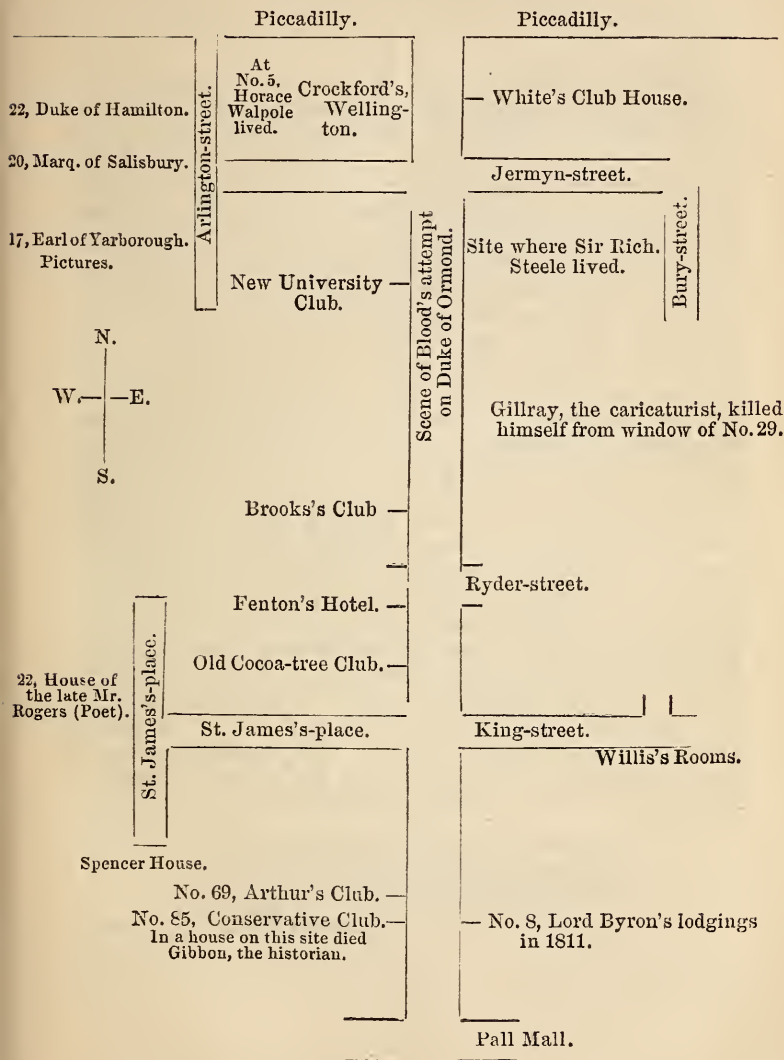 Piccadilly.
Piccadilly.
22, Duke of Hamilton.
20, Marq. of Salisbury.
17, Earl of Yarborough.
Pictures.
Arlington-street.
At
No. 5,
Horace
Walpole
lived.
Crockford's,
Welling-
ton.
White's Club House.
Jermyn-street.
New University
Club.
Scene of Blood's attempt
on Duke of Ormond.
Site where Sir Rich.
Steele lived.
Bury-street.
N.
W.
E.
S.
Gillray, the caricaturist, killed
himself from window of No. 29.
Brooks's Club
Ryder-street.
Fenton's Hotel.
Old Cocoa-tree Club.
22, House of
the late Mr.
Rogers (Poet).
St. James's-place.
St. James's-place.
King-street.
Willis's Rooms.
Spencer House.
No. 69, Arthur's Club.
No. 85, Conservative Club.
In a house on this site died
Gibbon, the historian.
No. 8, Lord Byron's lodgings
in 1811.
Pall Mall.